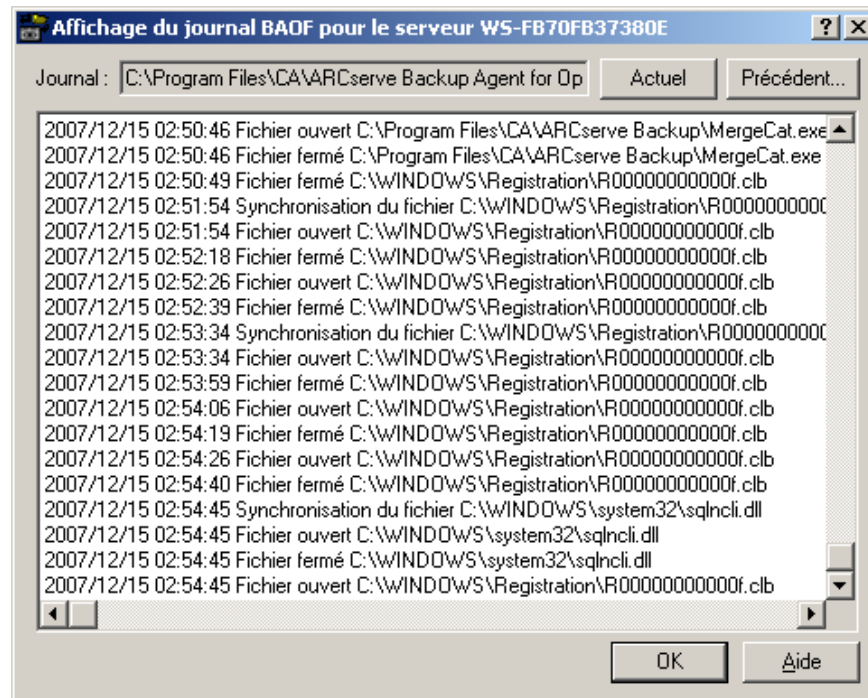 Affichage du journal BAOF pour le serveur WS-FB70FB37380E
Journal : C:\Program Files\CA\ARCserve Backup Agent for Op Actuel Précédent...
2007/12/15 02:50:46 Fichier ouvert C:\Program Files\CA\ARCserve Backup\MergeCat.exe
2007/12/15 02:50:46 Fichier fermé C:\Program Files\CA\ARCserve Backup\MergeCat.exe
2007/12/15 02:50:49 Fichier fermé C:\WINDOWS\Registration\R00000000000f.clb
2007/12/15 02:51:54 Synchronisation du fichier C:\WINDOWS\Registration\R0000000000
2007/12/15 02:51:54 Fichier ouvert C:\WINDOWS\Registration\R00000000000f.clb
2007/12/15 02:52:18 Fichier fermé C:\WINDOWS\Registration\R00000000000f.clb
2007/12/15 02:52:26 Fichier ouvert C:\WINDOWS\Registration\R00000000000f.clb
2007/12/15 02:52:39 Fichier fermé C:\WINDOWS\Registration\R00000000000f.clb
2007/12/15 02:53:34 Synchronisation du fichier C:\WINDOWS\Registration\R0000000000
2007/12/15 02:53:34 Fichier ouvert C:\WINDOWS\Registration\R00000000000f.clb
2007/12/15 02:53:59 Fichier fermé C:\WINDOWS\Registration\R00000000000f.clb
2007/12/15 02:54:06 Fichier ouvert C:\WINDOWS\Registration\R00000000000f.clb
2007/12/15 02:54:19 Fichier fermé C:\WINDOWS\Registration\R00000000000f.clb
2007/12/15 02:54:26 Fichier ouvert C:\WINDOWS\Registration\R00000000000f.clb
2007/12/15 02:54:40 Fichier fermé C:\WINDOWS\Registration\R00000000000f.clb
2007/12/15 02:54:45 Synchronisation du fichier C:\WINDOWS\system32\sqlncli.dll
2007/12/15 02:54:45 Fichier ouvert C:\WINDOWS\system32\sqlncli.dll
2007/12/15 02:54:45 Fichier fermé C:\WINDOWS\system32\sqlncli.dll
2007/12/15 02:54:45 Fichier ouvert C:\WINDOWS\Registration\R00000000000f.clb
OK Aide